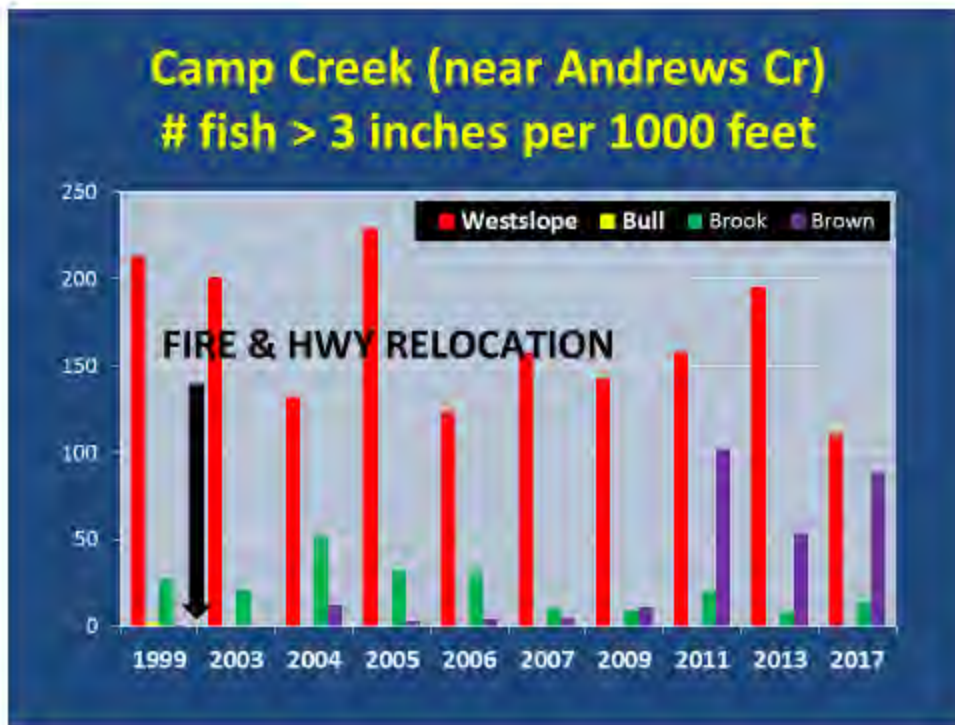 Camp Creek (near Andrews Cr)
# fish > 3 inches per 1000 feet
250
200
150
100
50
0
Westslope Bull Brook Brown
FIRE & HWY RELOCATION
1999 2003 2004 2005 2006 2007 2009 2011 2013 2017